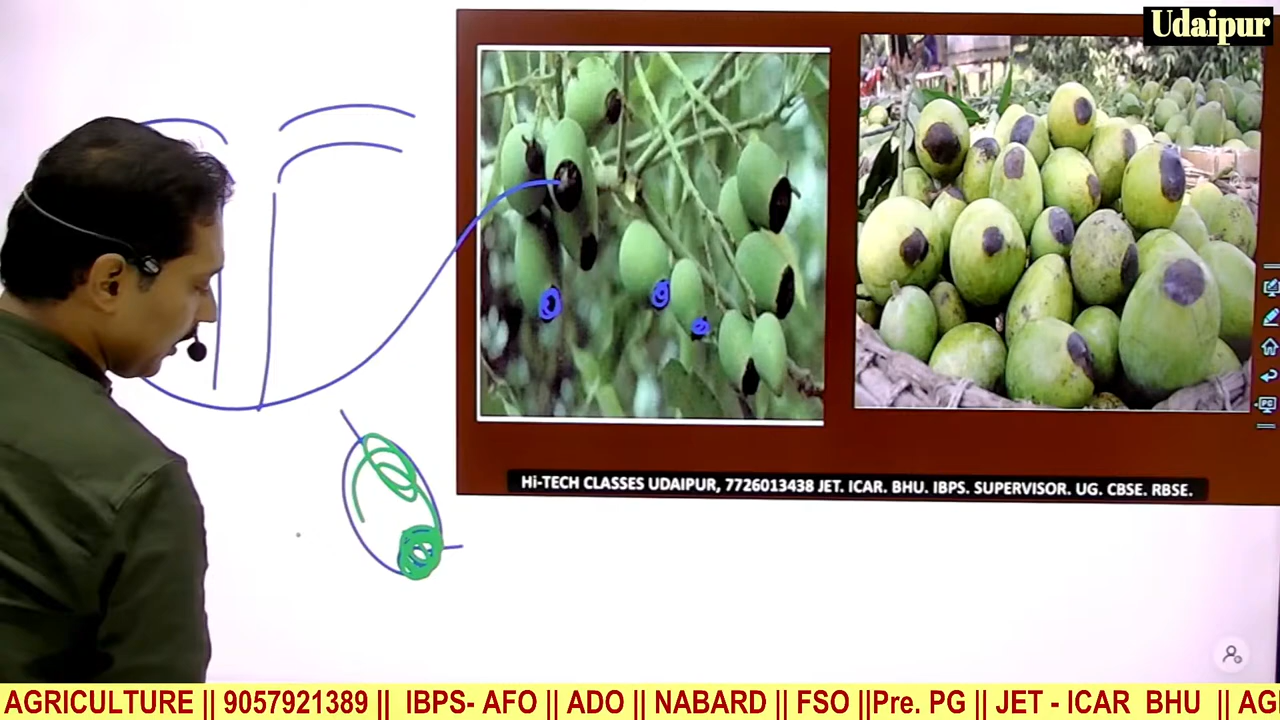 Udaipur
Hi-TECH CLASSES UDAIPUR, 7726013438 JET. ICAR. BHU. IBPS. SUPERVISOR. UG. CBSE. RBSE.
AGRICULTURE || 9057921389 || IBPS- AFO || ADO || NABARD || FSO ||Pre. PG || JET - ICAR BHU || AG